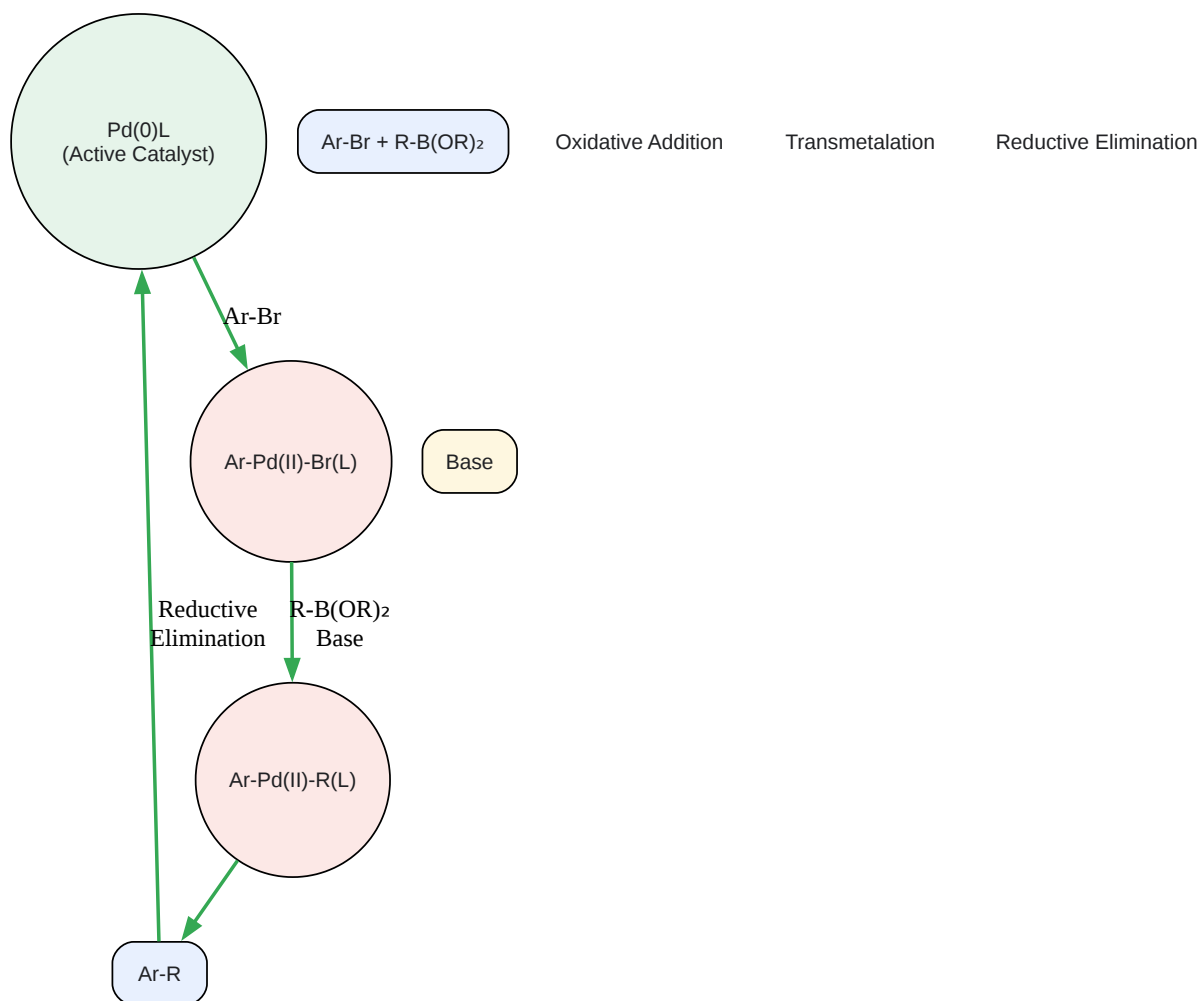 Pd(0)L
(Active Catalyst)
Ar-Br + R-B(OR)₂
Oxidative Addition
Transmetalation
Reductive Elimination
Ar-Br
Ar-Pd(II)-Br(L)
Base
Reductive
Elimination
R-B(OR)₂
Base
Ar-Pd(II)-R(L)
Ar-R